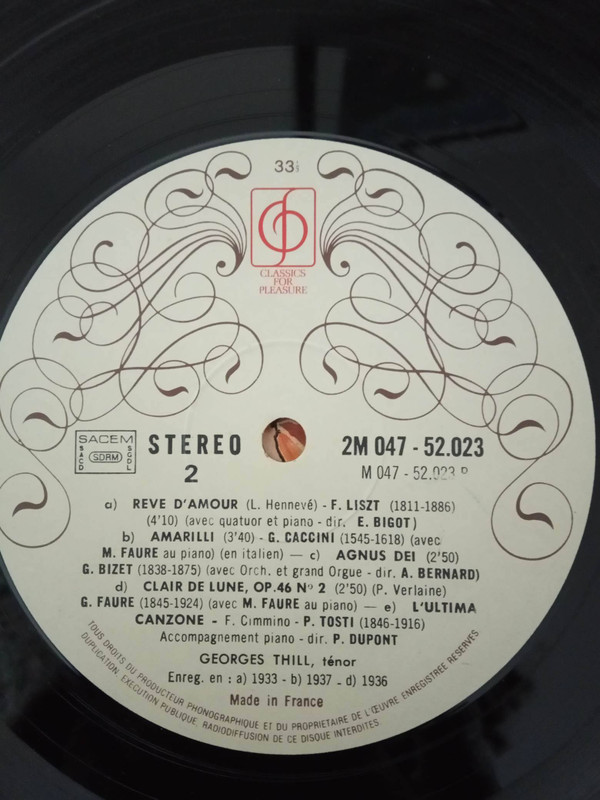 33⅓
CLASSICS
FOR
PLEASURE
SACEM
SACD
SDRM
SGDL
STEREO
2
2M 047 - 52.023
M 047 - 52.023 B
a) REVE D'AMOUR (L. Hennevé) - F. LISZT (1811-1886)
(4'10) (avec quatuor et piano - dir. E. BIGOT)
b) AMARILLI (3'40) - G. CACCINI (1545-1618) (avec
M. FAURE au piano) (en italien) — c) AGNUS DEI (2'50)
G. BIZET (1838-1875) (avec Orch. et grand Orgue - dir. A. BERNARD)
d) CLAIR DE LUNE, OP.46 Nº 2 (2'50) (P. Verlaine)
G. FAURE (1845-1924) (avec M. FAURE au piano) — e) L'ULTIMA
CANZONE - F. Cimmino - P. TOSTI (1846-1916)
Accompagnement piano - dir. P. DUPONT
GEORGES THILL, ténor
Enreg. en : a) 1933 - b) 1937 - d) 1936
Made in France
TOUS DROITS DU PRODUCTEUR PHONOGRAPHIQUE ET DU PROPRIETAIRE DE L'ŒUVRE ENREGISTREE RESERVES
DUPLICATION, EXECUTION PUBLIQUE, RADIODIFFUSION DE CE DISQUE INTERDITES